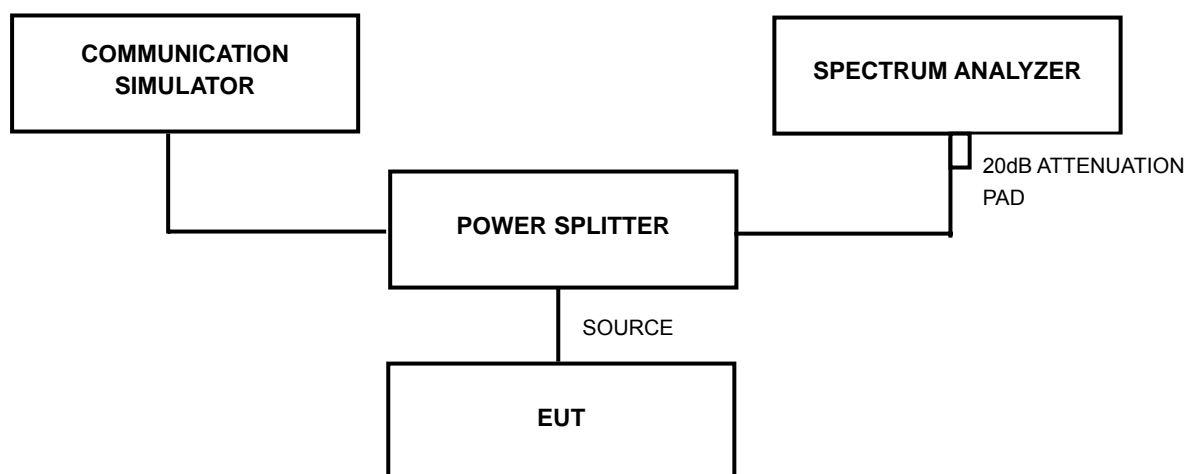 COMMUNICATION
SIMULATOR
SPECTRUM ANALYZER
20dB ATTENUATION
PAD
POWER SPLITTER
SOURCE
EUT